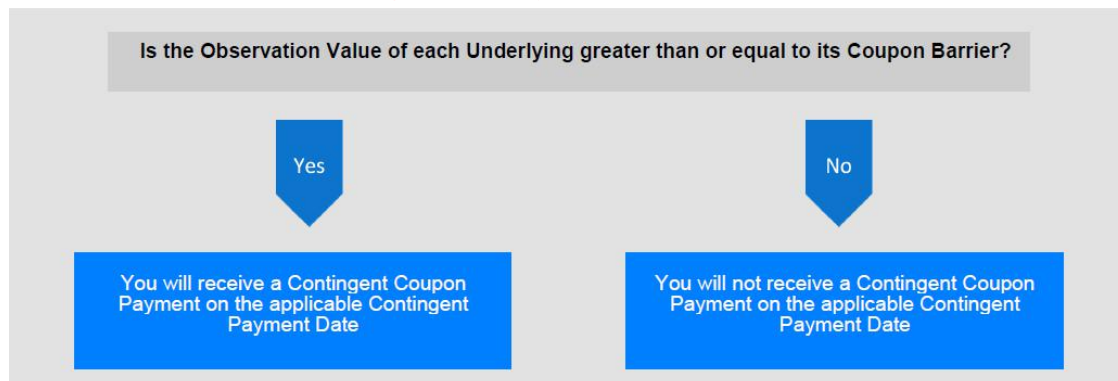 Is the Observation Value of each Underlying greater than or equal to its Coupon Barrier?
Yes
No
You will receive a Contingent Coupon
Payment on the applicable Contingent
Payment Date
You will not receive a Contingent Coupon
Payment on the applicable Contingent
Payment Date